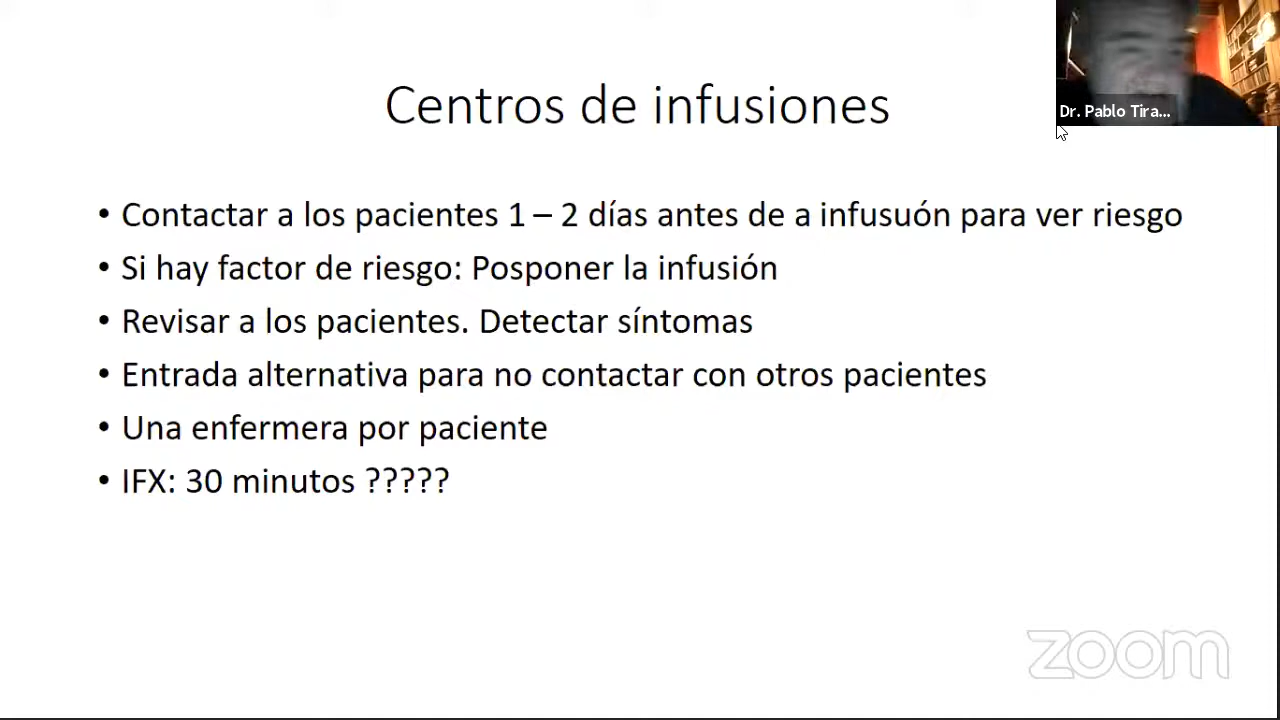 Centros de infusiones
Dr. Pablo Tira...
• Contactar a los pacientes 1 – 2 días antes de a infusuón para ver riesgo
• Si hay factor de riesgo: Posponer la infusión
• Revisar a los pacientes. Detectar síntomas
• Entrada alternativa para no contactar con otros pacientes
• Una enfermera por paciente
• IFX: 30 minutos ?????
zoom